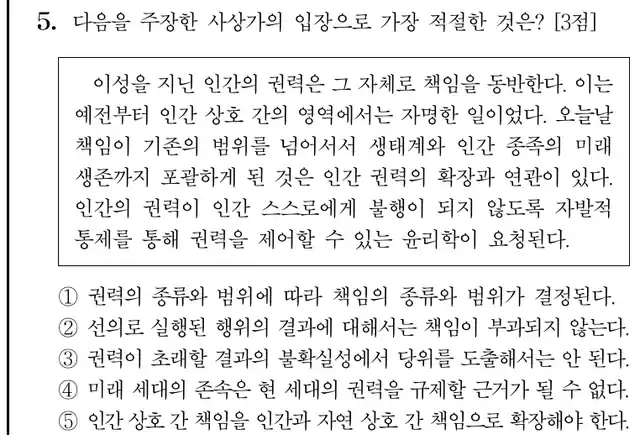 5. 다음을 주장한 사상가의 입장으로 가장 적절한 것은? [3점]
이성을 지닌 인간의 권력은 그 자체로 책임을 동반한다. 이는
예전부터 인간 상호 간의 영역에서는 자명한 일이었다. 오늘날
책임이 기존의 범위를 넘어서서 생태계와 인간 종족의 미래
생존까지 포괄하게 된 것은 인간 권력의 확장과 연관이 있다.
인간의 권력이 인간 스스로에게 불행이 되지 않도록 자발적
통제를 통해 권력을 제어할 수 있는 윤리학이 요청된다.
① 권력의 종류와 범위에 따라 책임의 종류와 범위가 결정된다.
② 선의로 실행된 행위의 결과에 대해서는 책임이 부과되지 않는다.
③ 권력이 초래할 결과의 불확실성에서 당위를 도출해서는 안 된다.
④ 미래 세대의 존속은 현 세대의 권력을 규제할 근거가 될 수 없다.
⑤ 인간 상호 간 책임을 인간과 자연 상호 간 책임으로 확장해야 한다.